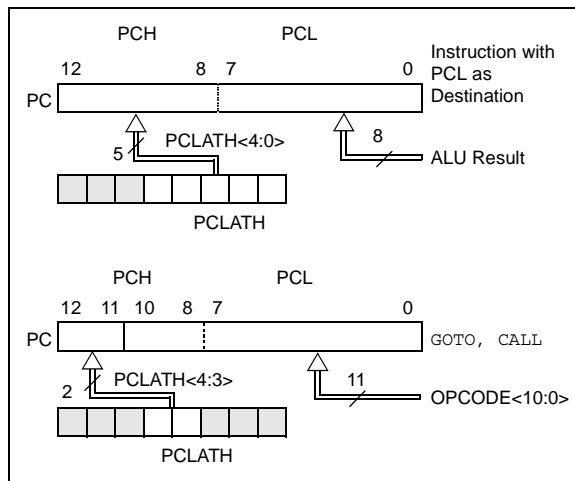 PCH PCL
12 8 7 0
Instruction with
PCL as
Destination
PC
5 PCLATH<4:0> 8
ALU Result
PCLATH
PCH PCL
12 11 10 8 7 0
PC GOTO, CALL
2 PCLATH<4:3> 11
OPCODE<10:0>
PCLATH